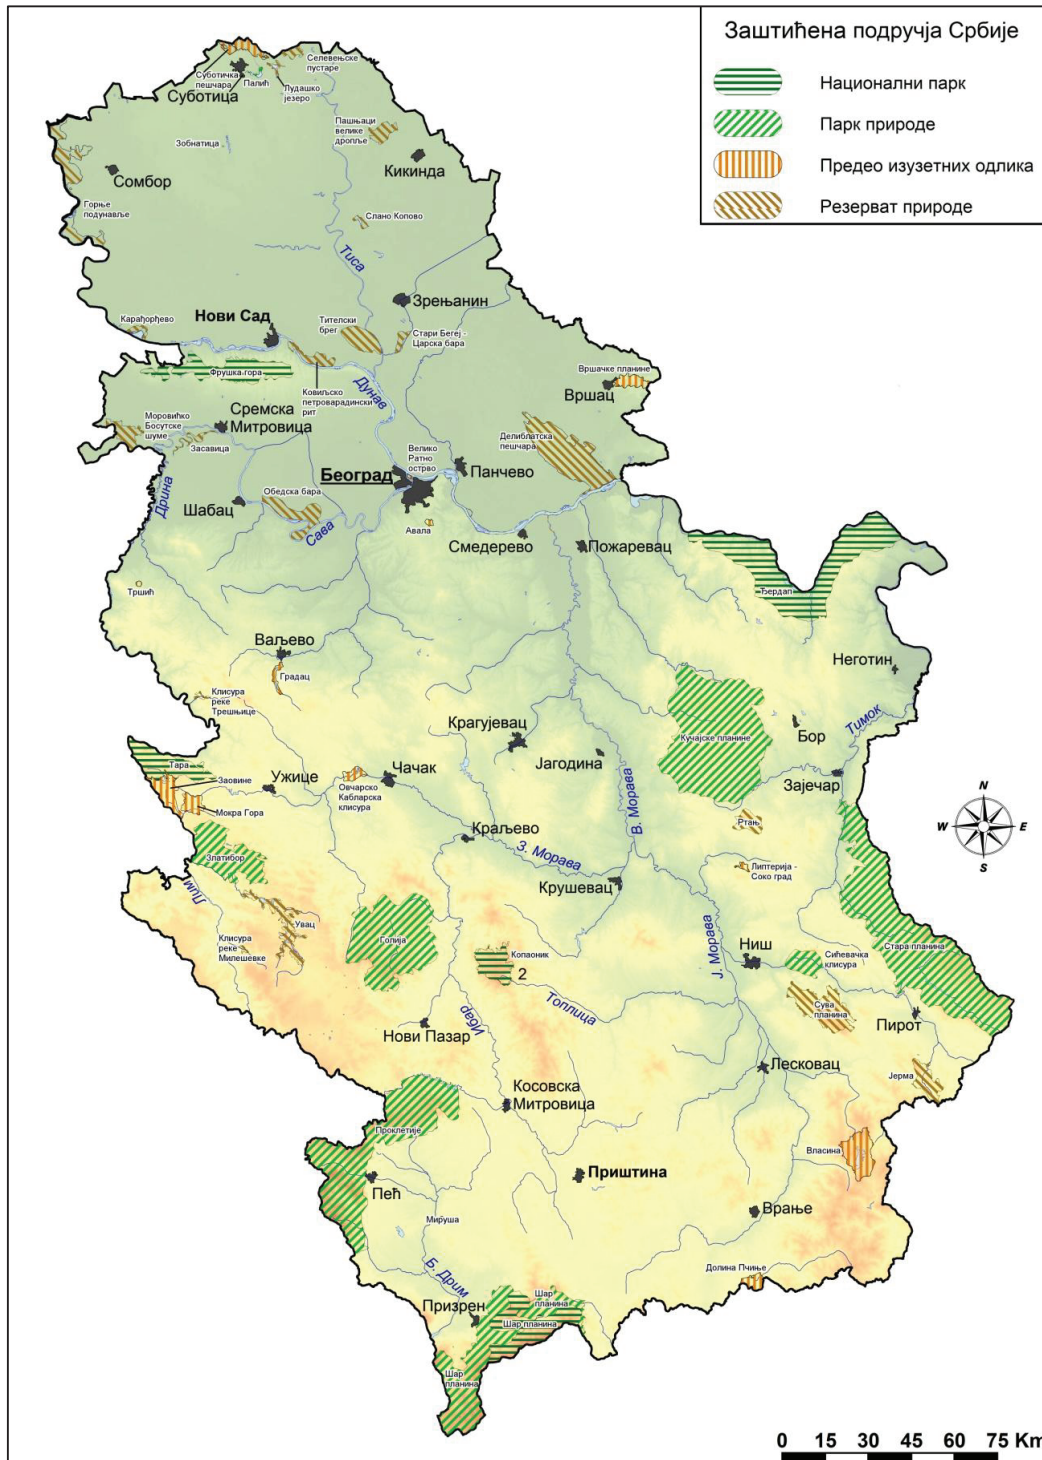 Заштићена подручја Србије
Национални парк
Парк природе
Предео изузетних одлика
Резерват природе
Селевењске
пустаре
Суботичка
пешчара
Палић
Лудашко
језеро
Суботица
Пашњаци
велике
дропље
Зобнатица
Кикинда
Сомбор
Горње
подунавље
Слано Копово
Тиса
Зрењанин
Карађорђево
Нови Сад
Тителски
брег
Стари Бегеј -
Царска бара
Фрушка гора
Вршачке планине
Вршац
Ковиљско
петроварадински
рит
Дунав
Моровићко
Босутске
шуме
Сремска
Митровица
Засавица
Делиблатска
пешчара
Велико
Ратно
острво
Београд
Панчево
Дрина
Шабац
Обедска бара
Сава
Авала
Смедерево
Пожаревац
Тршић
Ђердап
Ваљево
Градац
Неготин
Клисура
реке
Трешњице
Крагујевац
Кучајске планине
Бор
Тимок
Тара
Заовине
Ужице
Чачак
Јагодина
Зајечар
Овчарско
Кабларска
клисура
Мокра Гора
В. Морава
Ртањ
N
W
E
S
Краљево
З. Морава
Златибор
Липтерија -
Соко град
Лим
Крушевац
Увац
Клисура
реке
Милешевке
Голија
Копаоник
2
Ј. Морава
Ниш
Сићевачка
клисура
Стара планина
Топлица
Сува
планина
Пирот
Ибар
Нови Пазар
Лесковац
Јерма
Косовска
Митровица
Проклетије
Власина
Пећ
Приштина
Мируша
Врање
Б. Дрим
Долина Пчиње
Призрен
Шар
планина
Шар планина
Шар
планина
0 15 30 45 60 75 Km